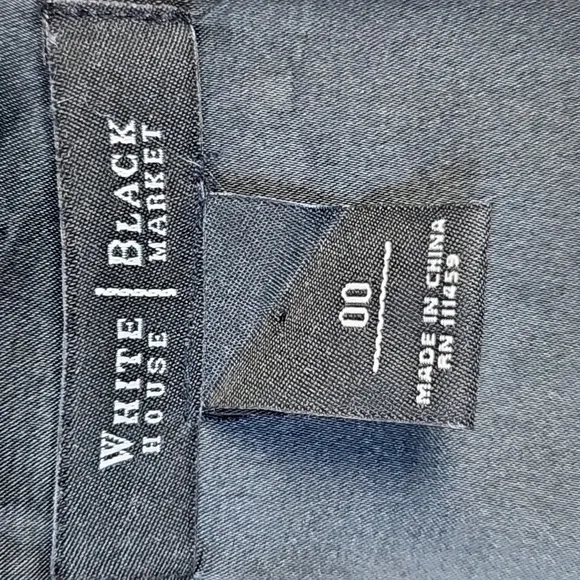 WHITE | BLACK
HOUSE | MARKET
00
MADE IN CHINA
RN 111459